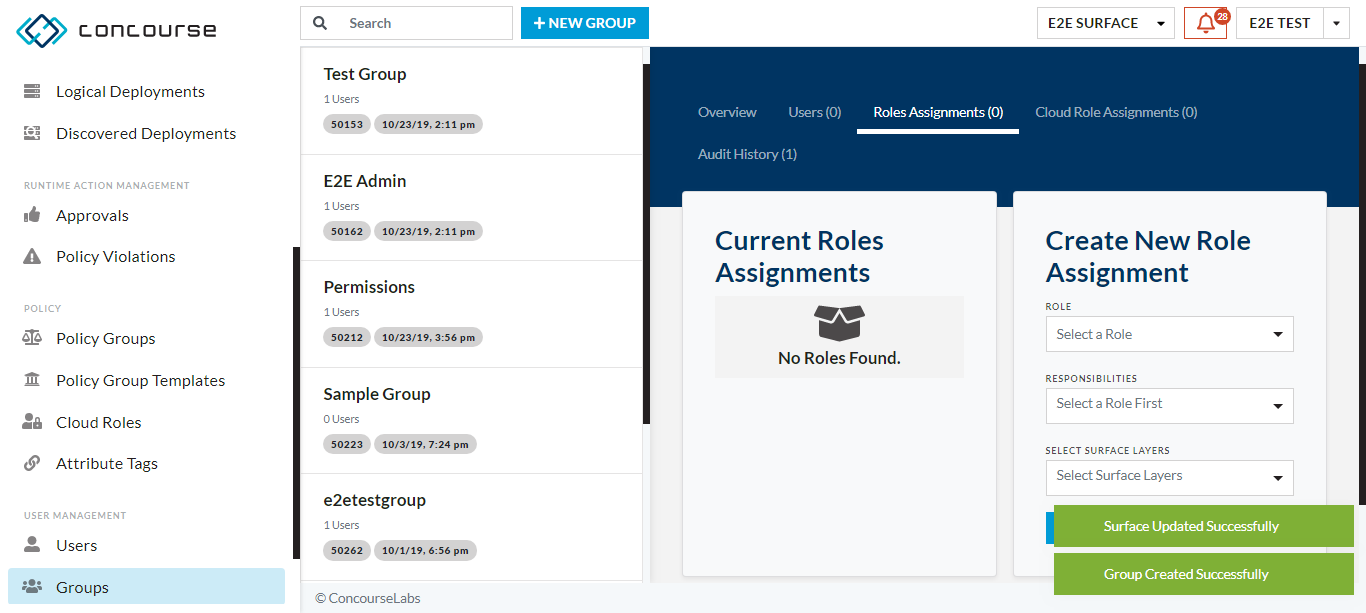 concourse
Search
+ NEW GROUP
E2E SURFACE
28
E2E TEST
Logical Deployments
Discovered Deployments
RUNTIME ACTION MANAGEMENT
Approvals
Policy Violations
POLICY
Policy Groups
Policy Group Templates
Cloud Roles
Attribute Tags
USER MANAGEMENT
Users
Groups
Test Group
1 Users
50153 10/23/19, 2:11 pm
E2E Admin
1 Users
50162 10/23/19, 2:11 pm
Permissions
1 Users
50212 10/23/19, 3:56 pm
Sample Group
0 Users
50223 10/3/19, 7:24 pm
e2etestgroup
1 Users
50262 10/1/19, 6:56 pm
Overview Users (0) Roles Assignments (0) Cloud Role Assignments (0)
Audit History (1)
Current Roles
Assignments
No Roles Found.
Create New Role
Assignment
ROLE
Select a Role
RESPONSIBILITIES
Select a Role First
SELECT SURFACE LAYERS
Select Surface Layers
Surface Updated Successfully
Group Created Successfully
© ConcourseLabs